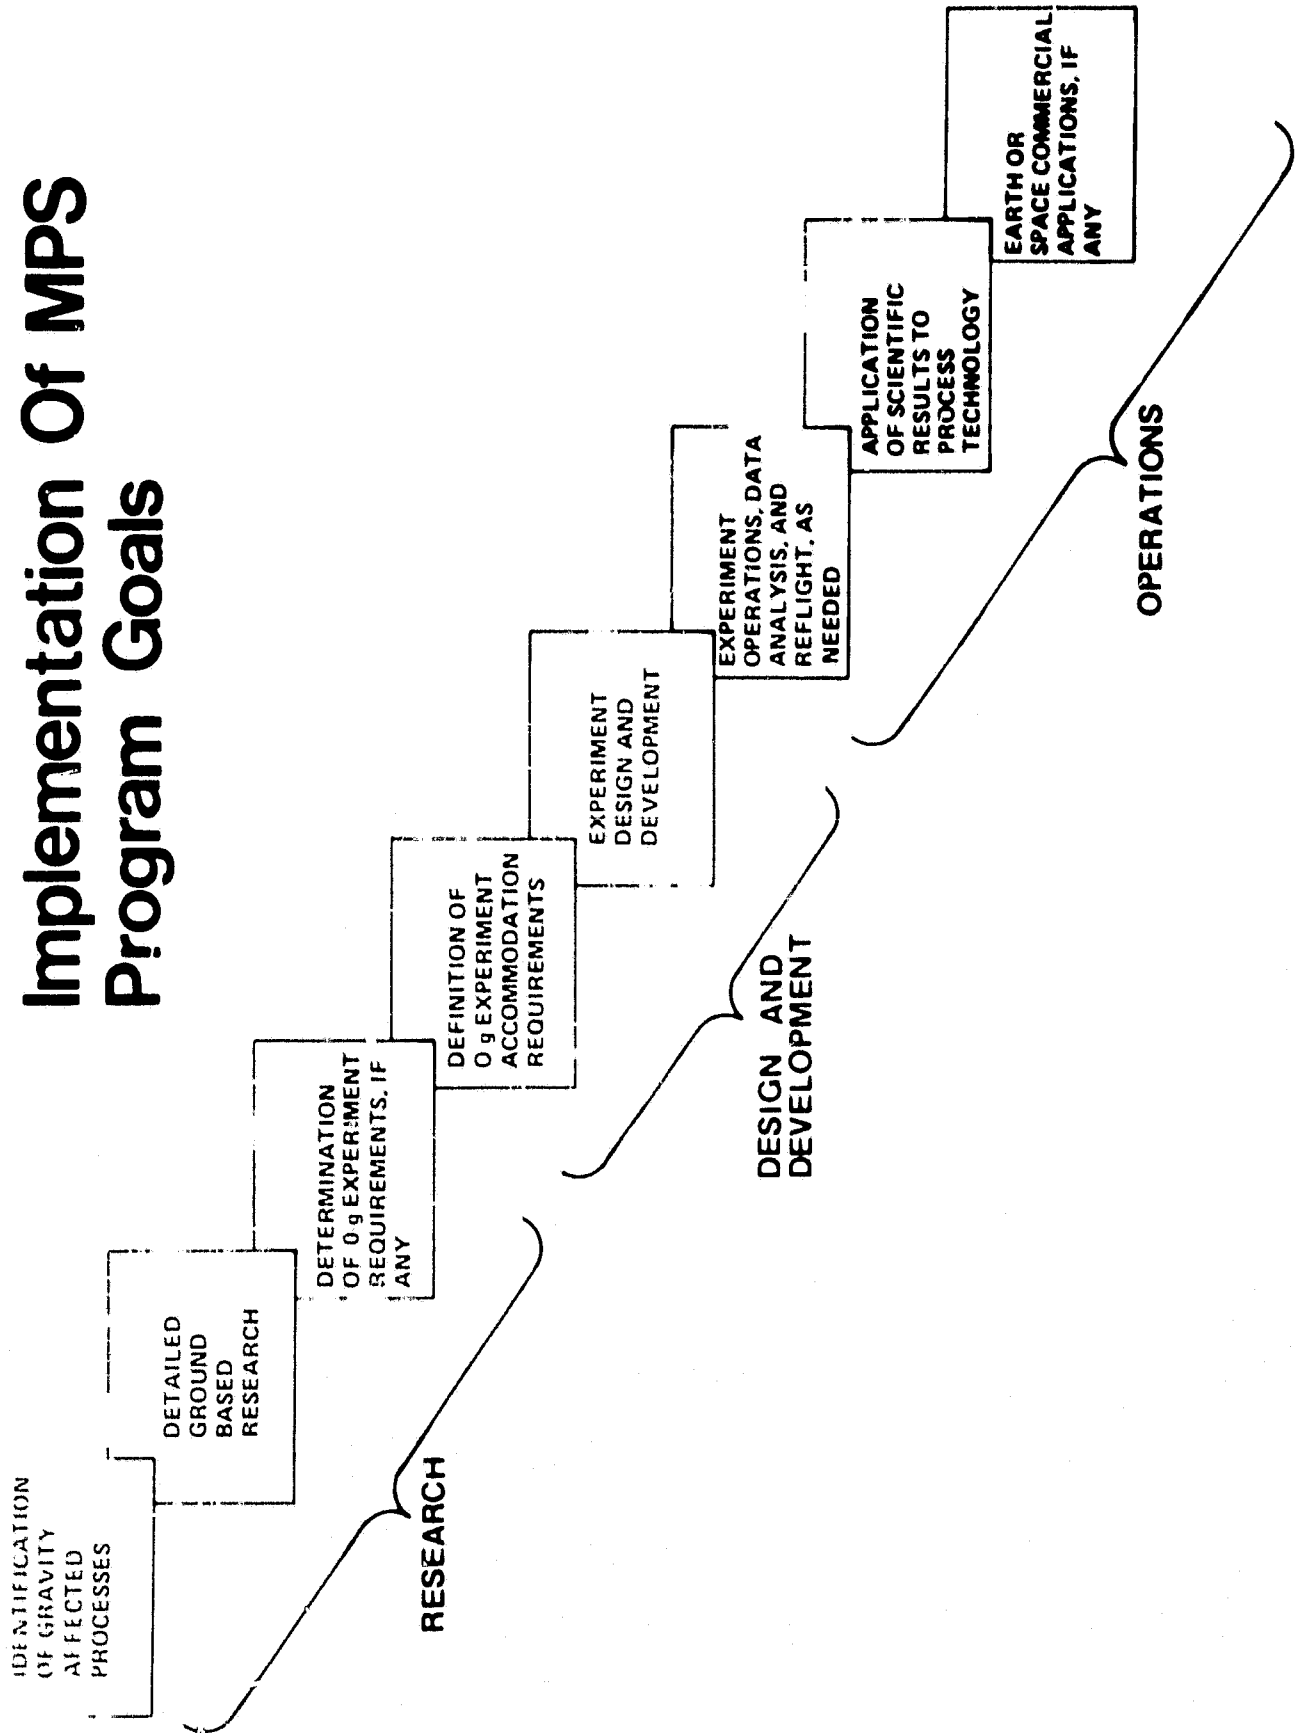 Implementation Of MPS
Program Goals
IDENTIFICATION
OF GRAVITY
AFFECTED
PROCESSES
DETAILED
GROUND
BASED
RESEARCH
DETERMINATION
OF 0-g EXPERIMENT
REQUIREMENTS, IF
ANY
DEFINITION OF
0 g EXPERIMENT
ACCOMMODATION
REQUIREMENTS
EXPERIMENT
DESIGN AND
DEVELOPMENT
EXPERIMENT
OPERATIONS, DATA
ANALYSIS, AND
REFLIGHT, AS
NEEDED
APPLICATION
OF SCIENTIFIC
RESULTS TO
PROCESS
TECHNOLOGY
EARTH OR
SPACE COMMERCIAL
APPLICATIONS, IF
ANY
RESEARCH
DESIGN AND
DEVELOPMENT
OPERATIONS